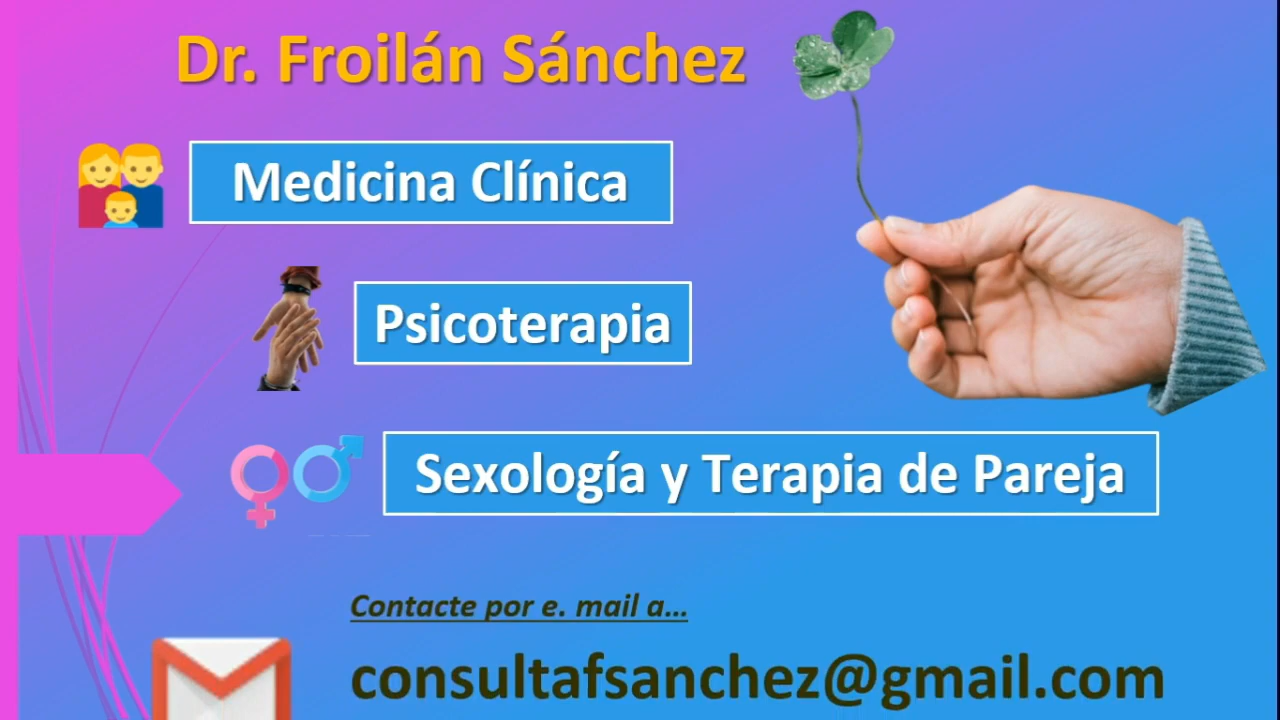 Dr. Froilán Sánchez
Medicina Clínica
Psicoterapia
Sexología y Terapia de Pareja
Contacte por e. mail a...
consultafsanchez@gmail.com